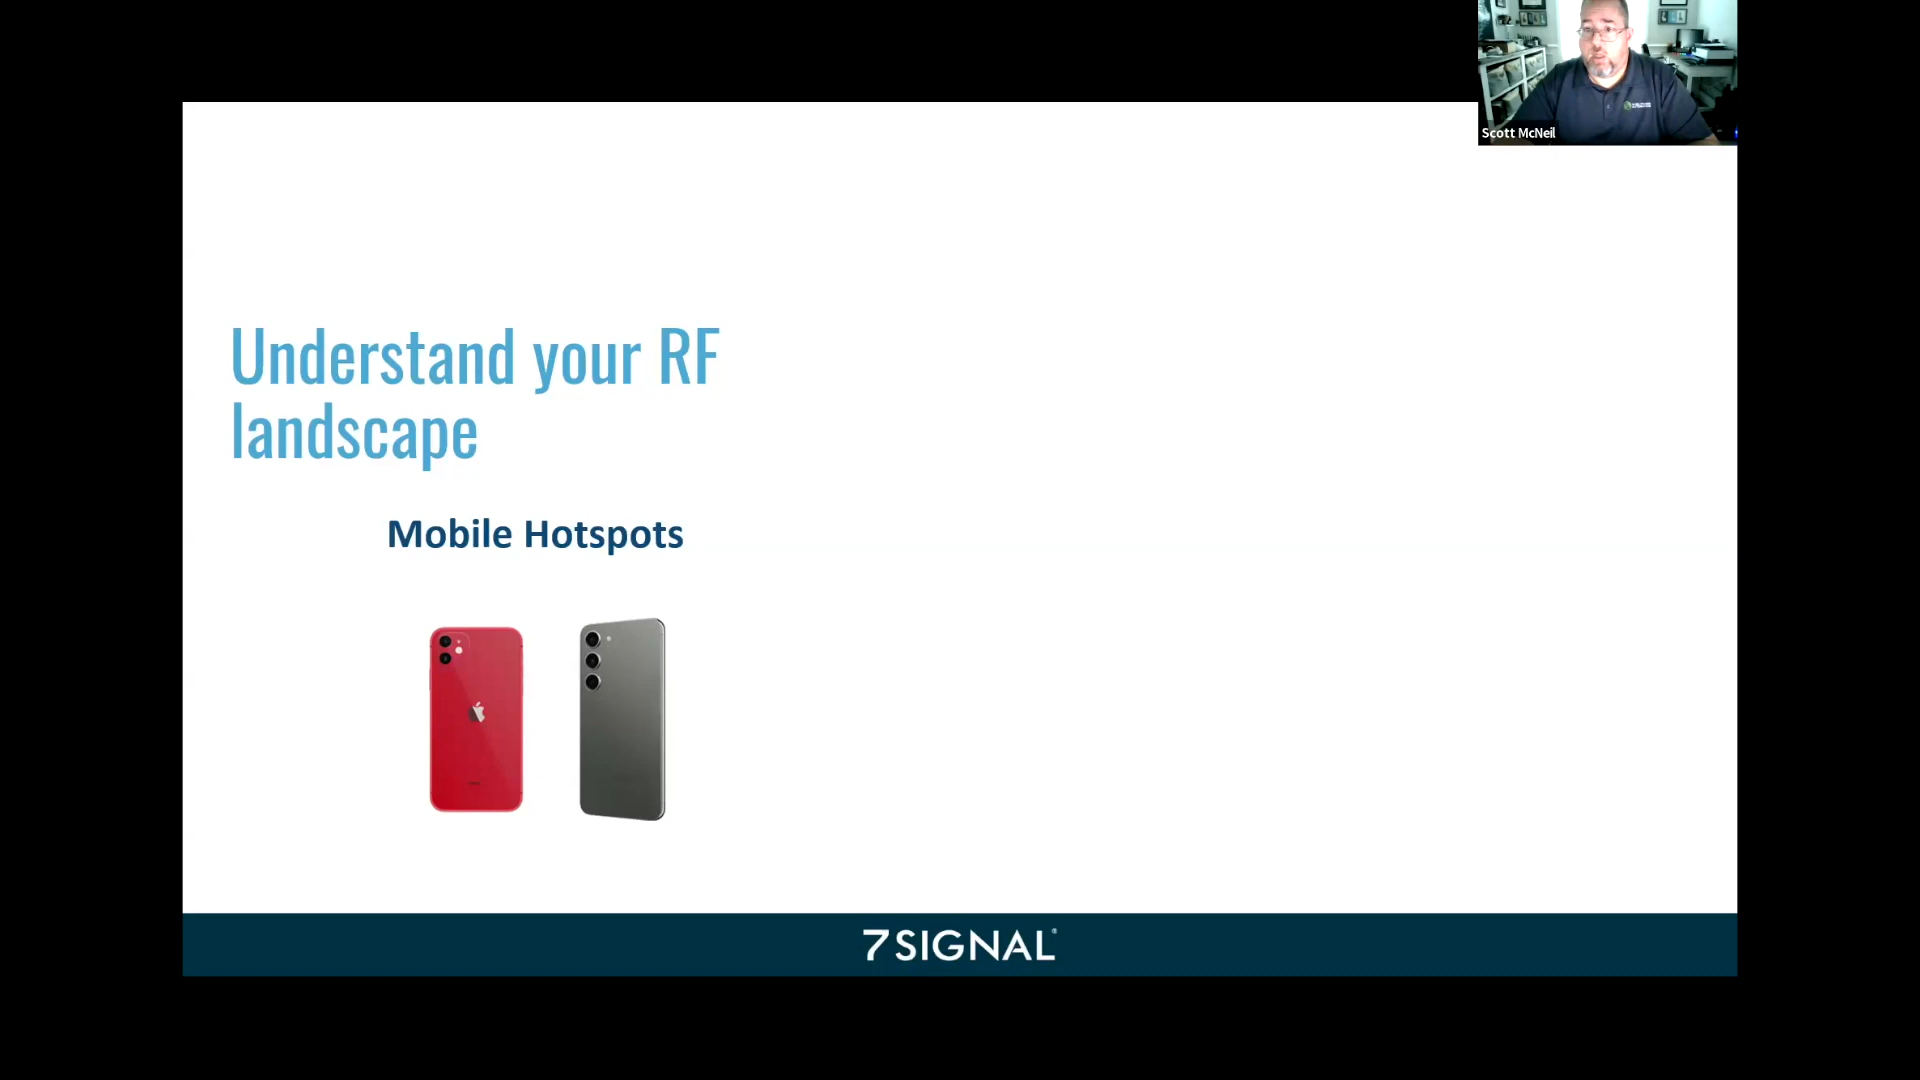 Scott McNeil
Understand your RF
landscape
Mobile Hotspots
7SIGNAL®